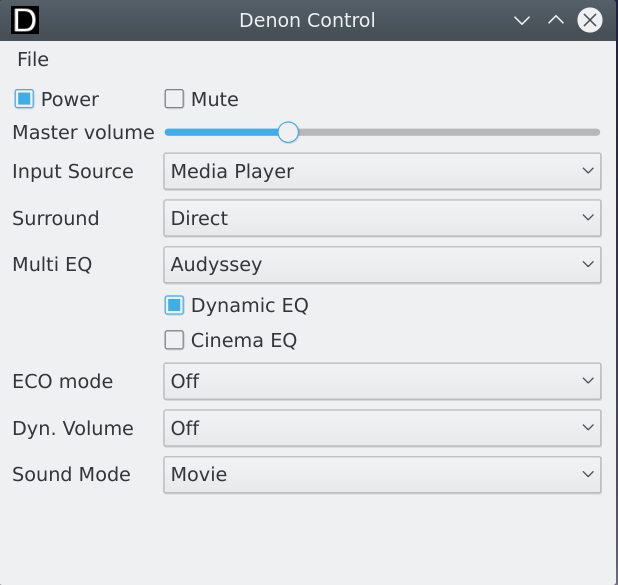 D Denon Control
File
Power Mute
Master volume
Input Source Media Player
Surround Direct
Multi EQ Audyssey
Dynamic EQ
Cinema EQ
ECO mode Off
Dyn. Volume Off
Sound Mode Movie